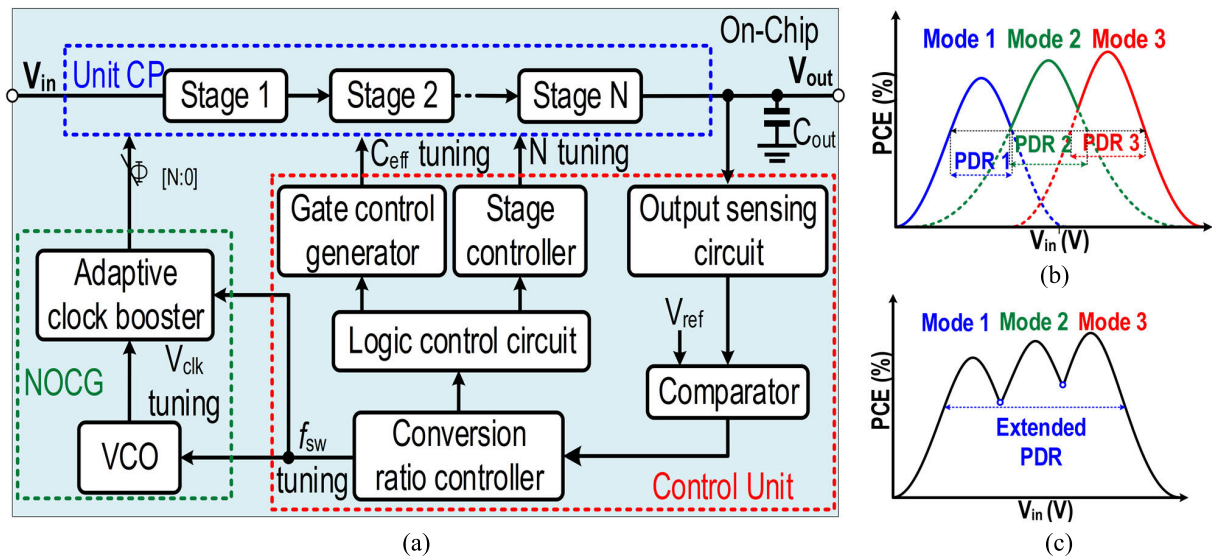 On-Chip
Vin
Unit CP
Stage 1
Stage 2
Stage N
Vout
Cout
Φ [N:0]
Ceff tuning
N tuning
Gate control
generator
Stage
controller
Output sensing
circuit
Adaptive
clock booster
Logic control circuit
Vref
Vclk
tuning
NOCG
Comparator
VCO
fsw
tuning
Conversion
ratio controller
Control Unit
(a)
Mode 1 Mode 2 Mode 3
PCE (%)
PDR 1
PDR 2
PDR 3
Vin (V)
(b)
Mode 1 Mode 2 Mode 3
PCE (%)
Extended
PDR
Vin (V)
(c)